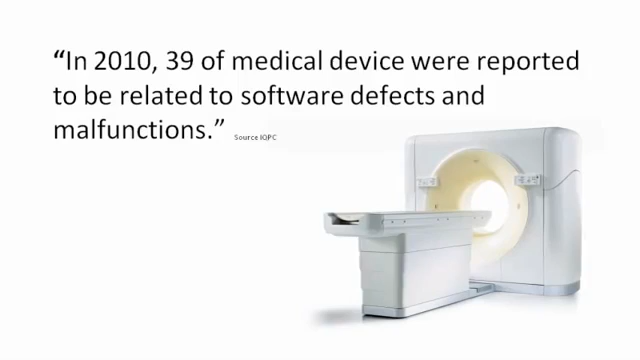 “In 2010, 39 of medical device were reported
to be related to software defects and
malfunctions.” Source IQPC